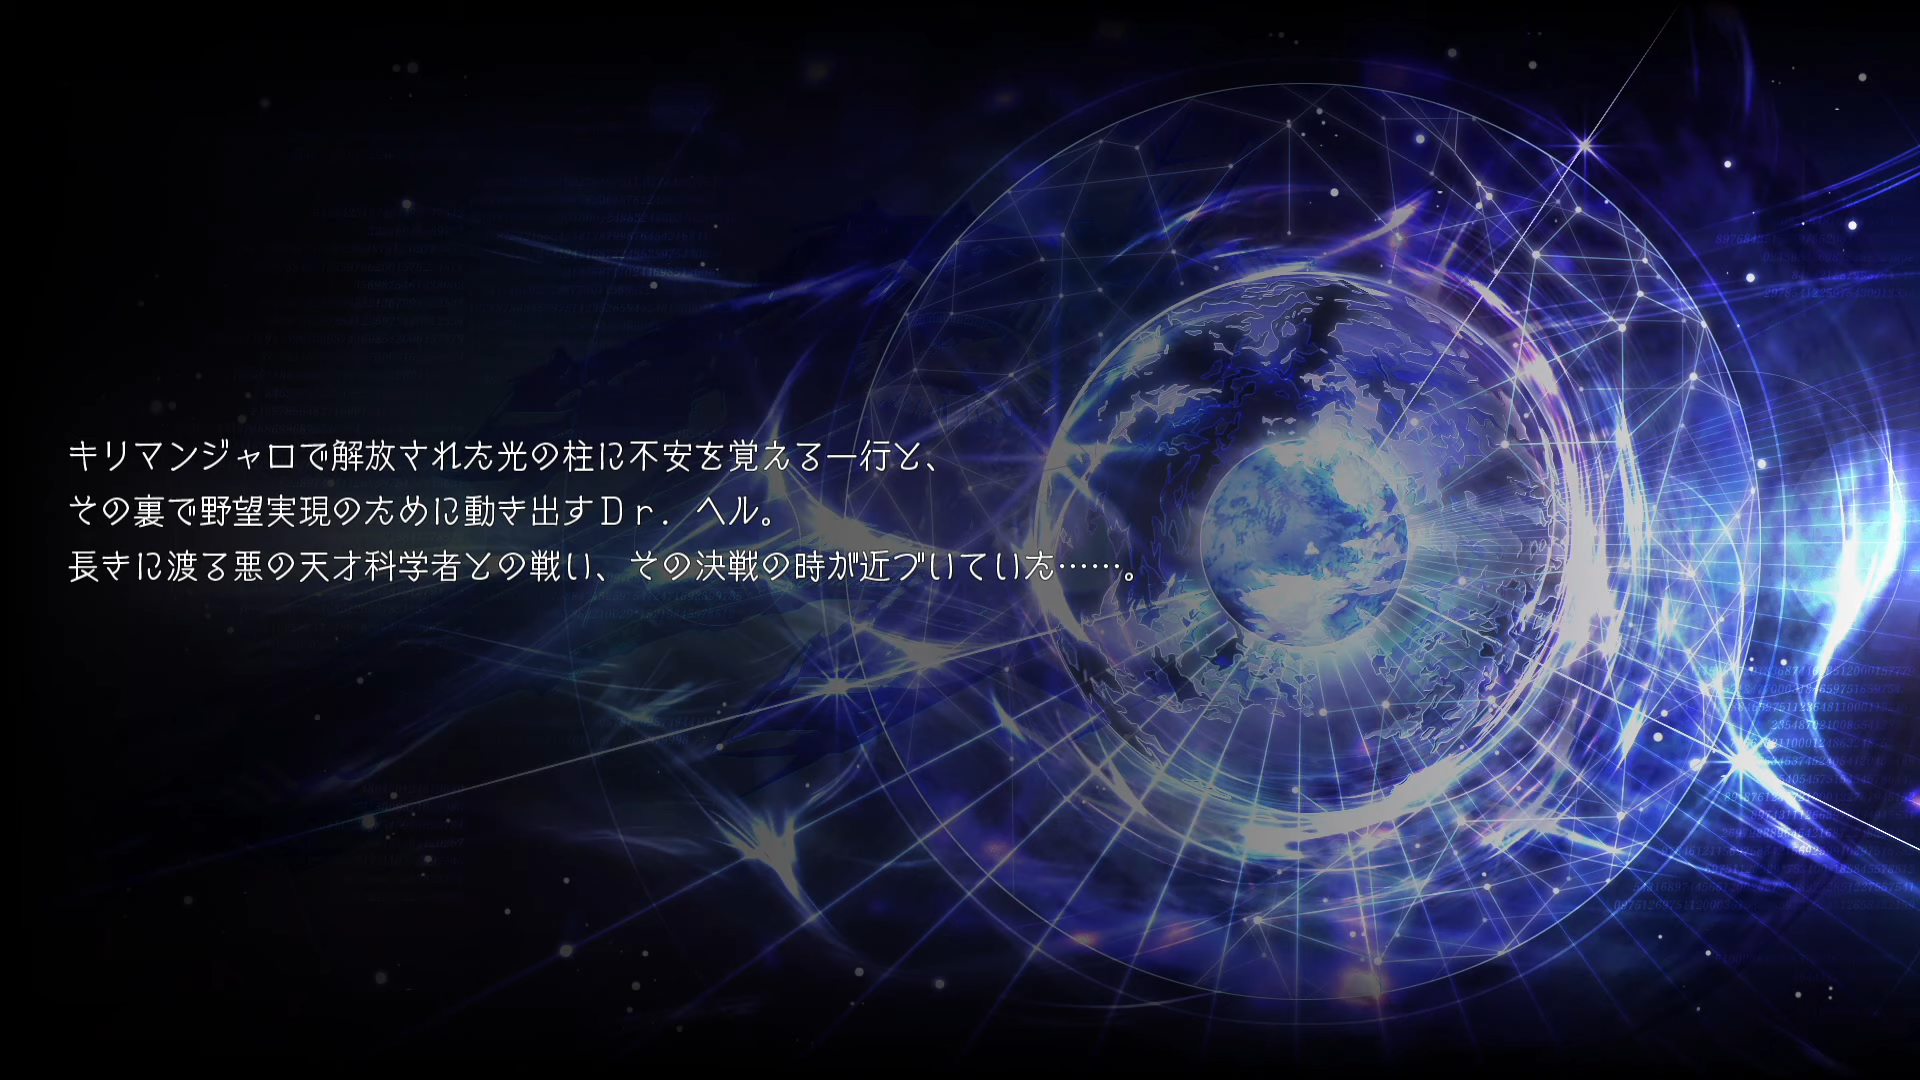 キリマンジャロで解放された光の柱に不安を覚える一行と、
その裏で野望実現のために動き出すＤｒ．ヘル。
長きに渡る悪の天才科学者との戦い、その決戦の時が近づいていた……。